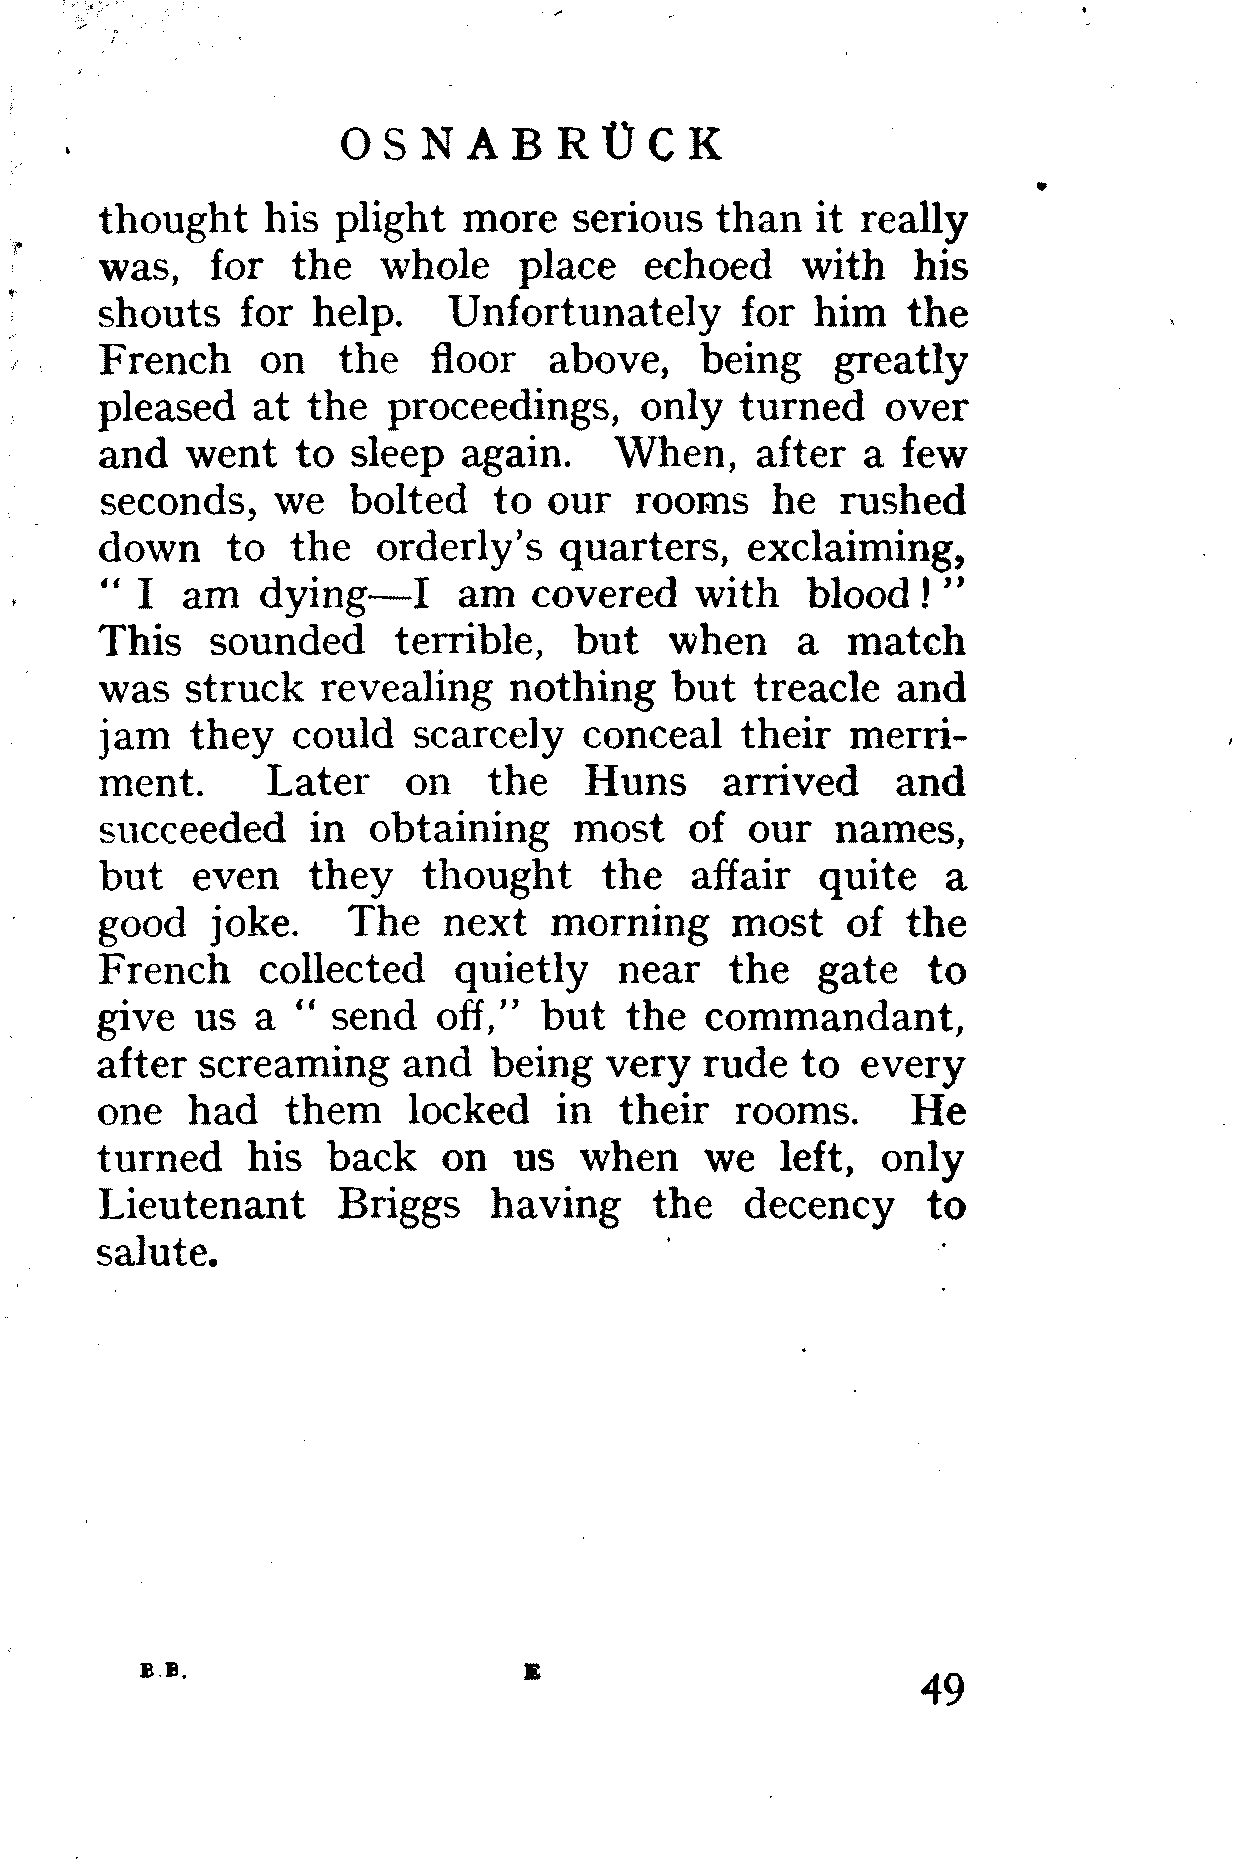 OSNABRÜCK
thought his plight more serious than it really
was, for the whole place echoed with his
shouts for help. Unfortunately for him the
French on the floor above, being greatly
pleased at the proceedings, only turned over
and went to sleep again. When, after a few
seconds, we bolted to our rooms he rushed
down to the orderly's quarters, exclaiming,
" I am dying—I am covered with blood ! "
This sounded terrible, but when a match
was struck revealing nothing but treacle and
jam they could scarcely conceal their merri-
ment. Later on the Huns arrived and
succeeded in obtaining most of our names,
but even they thought the affair quite a
good joke. The next morning most of the
French collected quietly near the gate to
give us a " send off," but the commandant,
after screaming and being very rude to every
one had them locked in their rooms. He
turned his back on us when we left, only
Lieutenant Briggs having the decency to
salute.
B.B. E 49